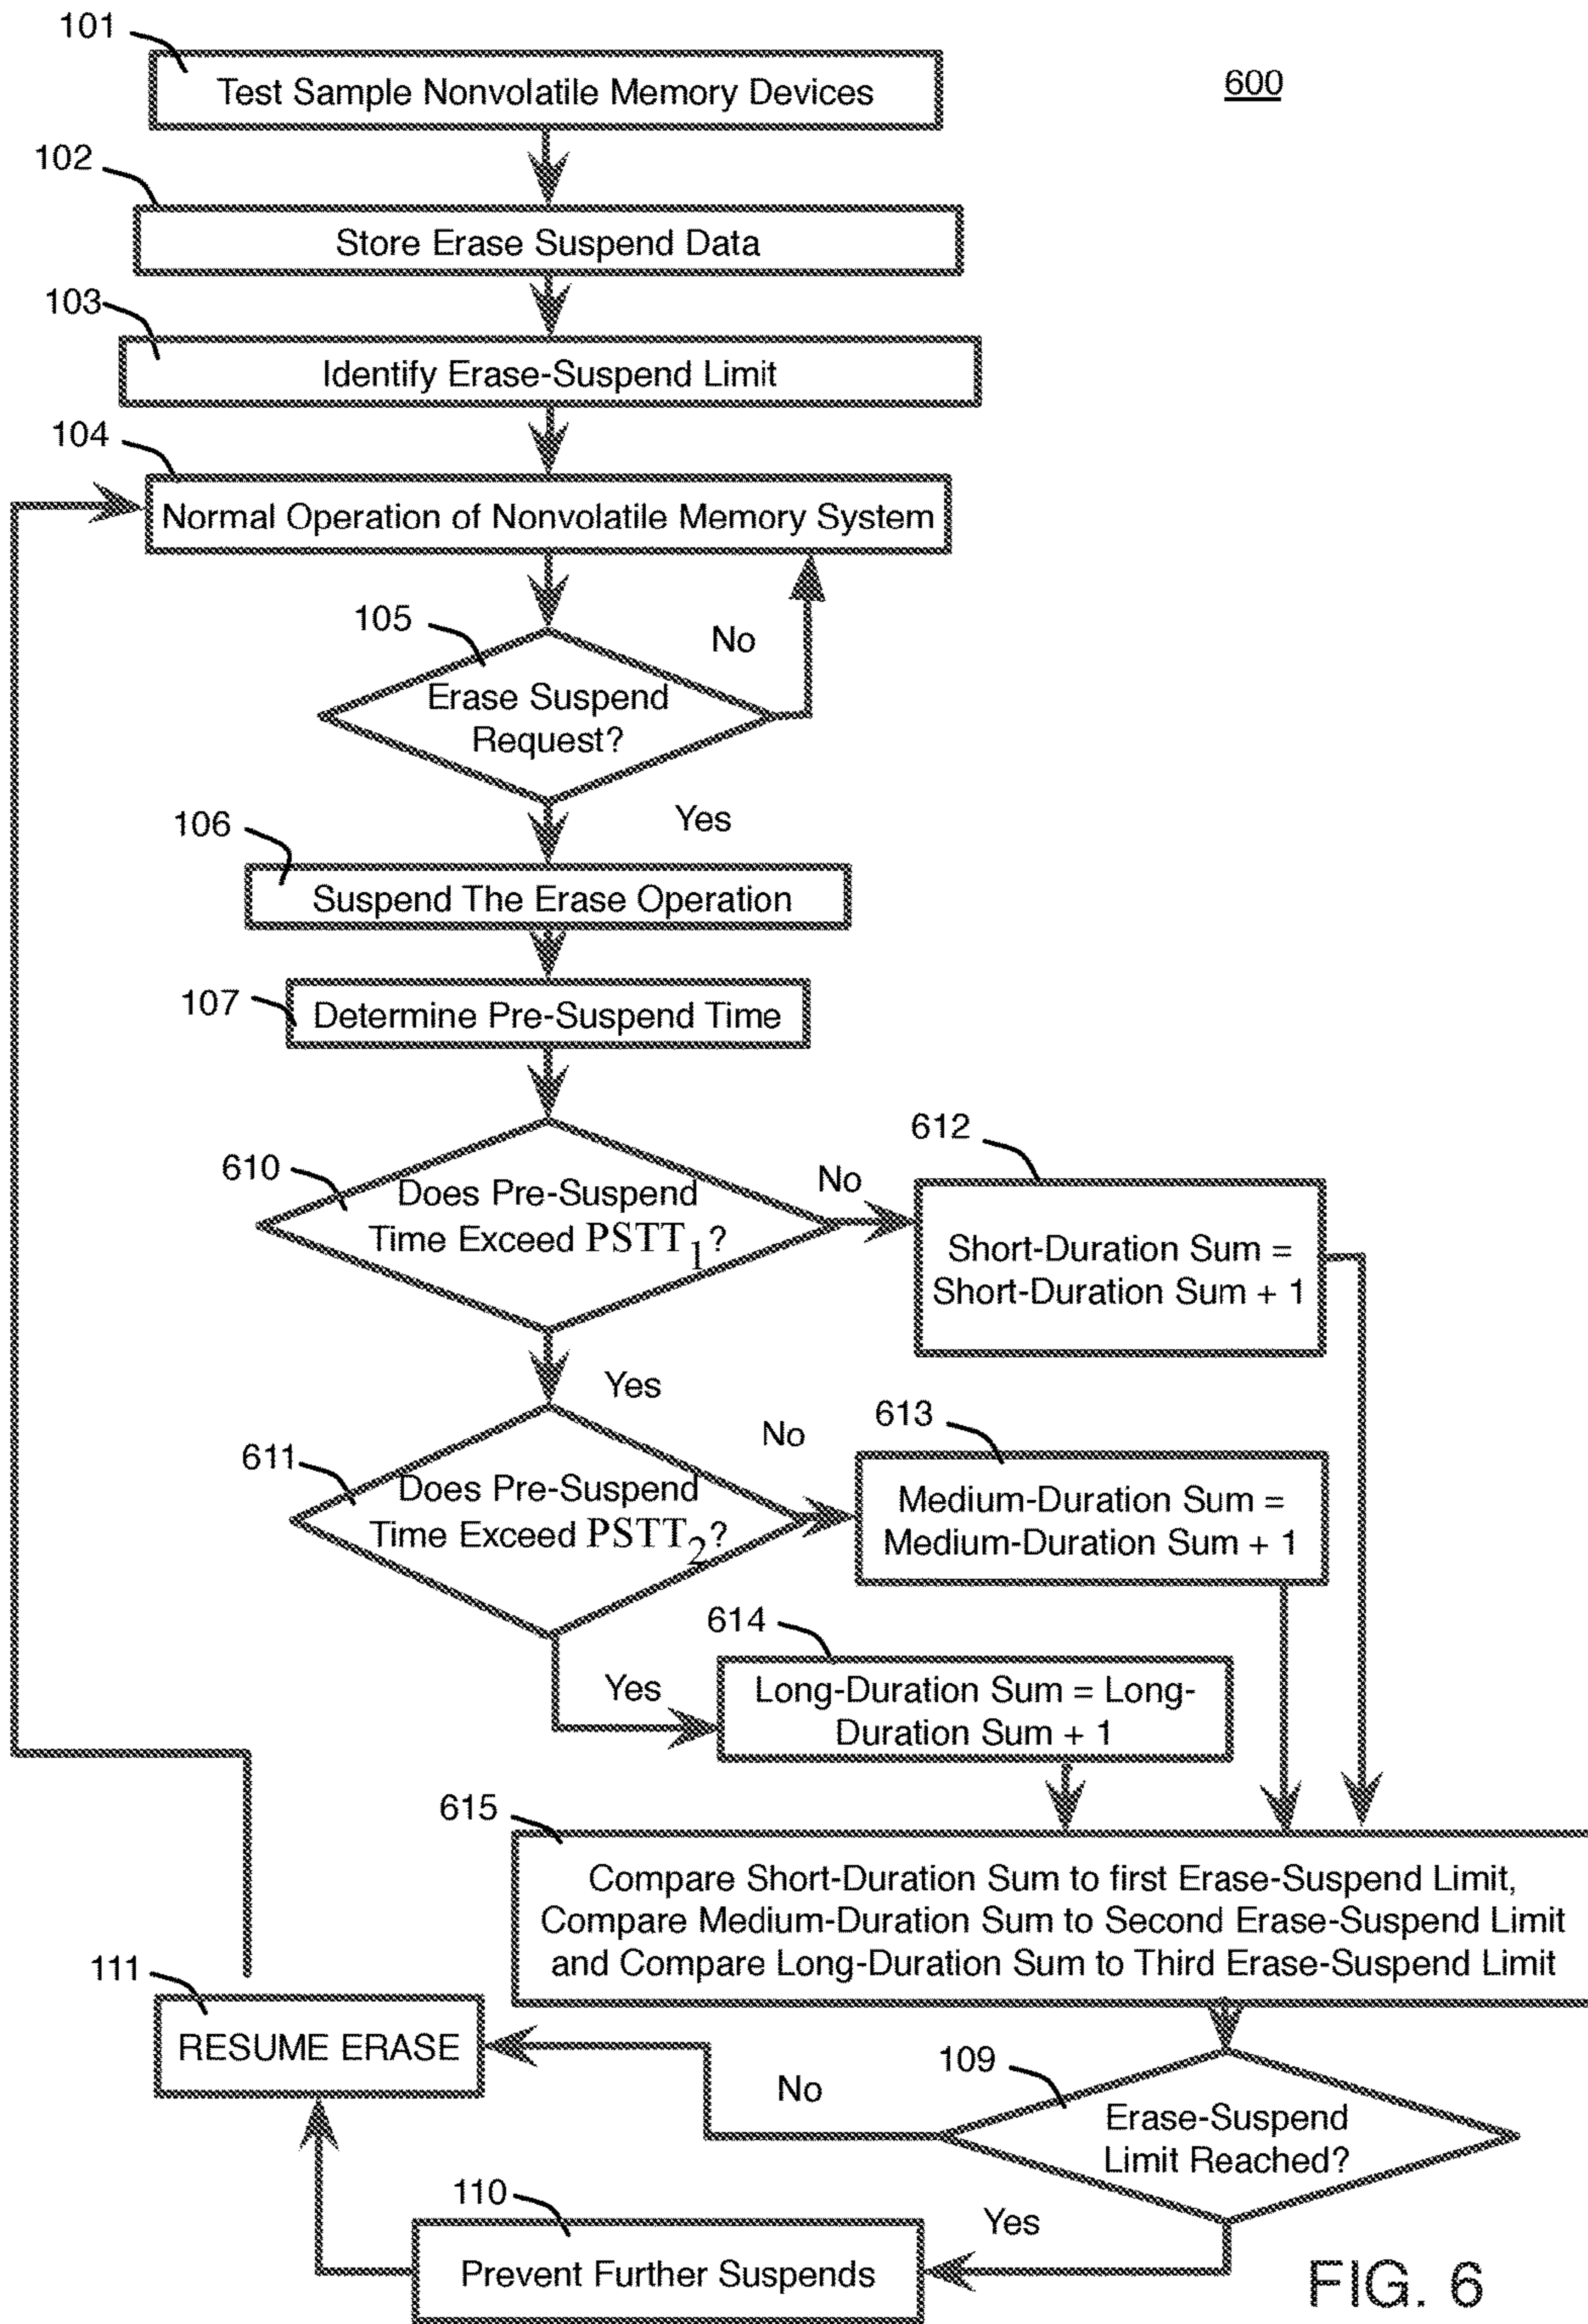 101
Test Sample Nonvolatile Memory Devices
600
102
Store Erase Suspend Data
103
Identify Erase-Suspend Limit
104
Normal Operation of Nonvolatile Memory System
105
No
Erase Suspend
Request?
Yes
106
Suspend The Erase Operation
107
Determine Pre-Suspend Time
610
Does Pre-Suspend
Time Exceed PSTT1?
No
612
Short-Duration Sum =
Short-Duration Sum + 1
Yes
611
Does Pre-Suspend
Time Exceed PSTT2?
No
613
Medium-Duration Sum =
Medium-Duration Sum + 1
Yes
614
Long-Duration Sum = Long-
Duration Sum + 1
615
Compare Short-Duration Sum to first Erase-Suspend Limit,
Compare Medium-Duration Sum to Second Erase-Suspend Limit
and Compare Long-Duration Sum to Third Erase-Suspend Limit
111
RESUME ERASE
109
No
Erase-Suspend
Limit Reached?
110
Yes
Prevent Further Suspends
FIG. 6